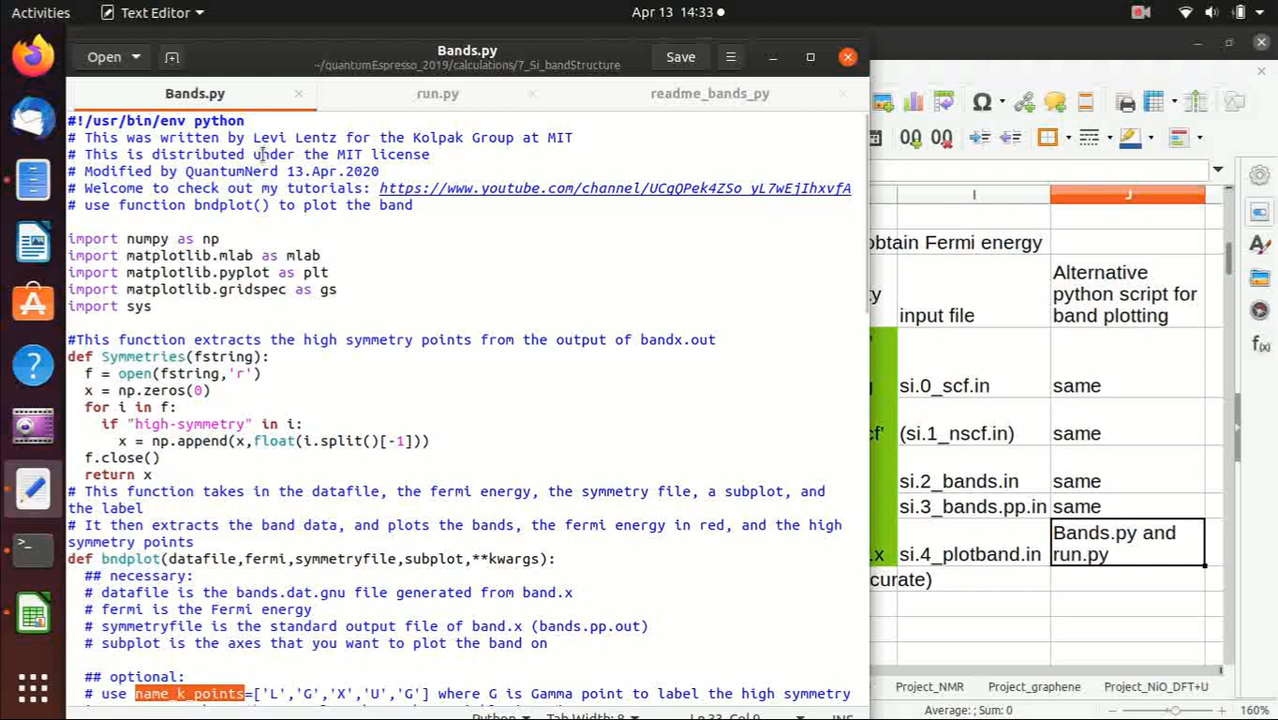 Activities
Text Editor
Apr 13 14:33
Open
Bands.py
~/quantumEspresso_2019/calculations/7_Si_bandStructure
Save
Bands.py
run.py
readme_bands_py
#!/usr/bin/env python
# This was written by Levi Lentz for the Kolpak Group at MIT
# This is distributed under the MIT license
# Modified by QuantumNerd 13.Apr.2020
# Welcome to check out my tutorials: https://www.youtube.com/channel/UCgQPek4ZSo_yL7wEjIhxvfA
# use function bndplot() to plot the band
import numpy as np
import matplotlib.mlab as mlab
import matplotlib.pyplot as plt
import matplotlib.gridspec as gs
import sys
#This function extracts the high symmetry points from the output of bandx.out
def Symmetries(fstring):
f = open(fstring,'r')
x = np.zeros(0)
for i in f:
if "high-symmetry" in i:
x = np.append(x,float(i.split()[-1]))
f.close()
return x
# This function takes in the datafile, the fermi energy, the symmetry file, a subplot, and
the label
# It then extracts the band data, and plots the bands, the fermi energy in red, and the high
symmetry points
def bndplot(datafile,fermi,symmetryfile,subplot,**kwargs):
## necessary:
# datafile is the bands.dat.gnu file generated from band.x
# fermi is the Fermi energy
# symmetryfile is the standard output file of band.x (bands.pp.out)
# subplot is the axes that you want to plot the band on
## optional:
# use name_k_points=['L','G','X','U','G'] where G is Gamma point to label the high symmetry
Python
Tab Width: 8
Ln 33, Col 9
INS
I
J
obtain Fermi energy
input file
Alternative
python script for
band plotting
si.0_scf.in
same
(si.1_nscf.in)
same
si.2_bands.in
same
si.3_bands.pp.in
same
.x
si.4_plotband.in
Bands.py and
run.py
curate)
Project_NMR
Project_graphene
Project_NiO_DFT+U
Average: ; Sum: 0
160%